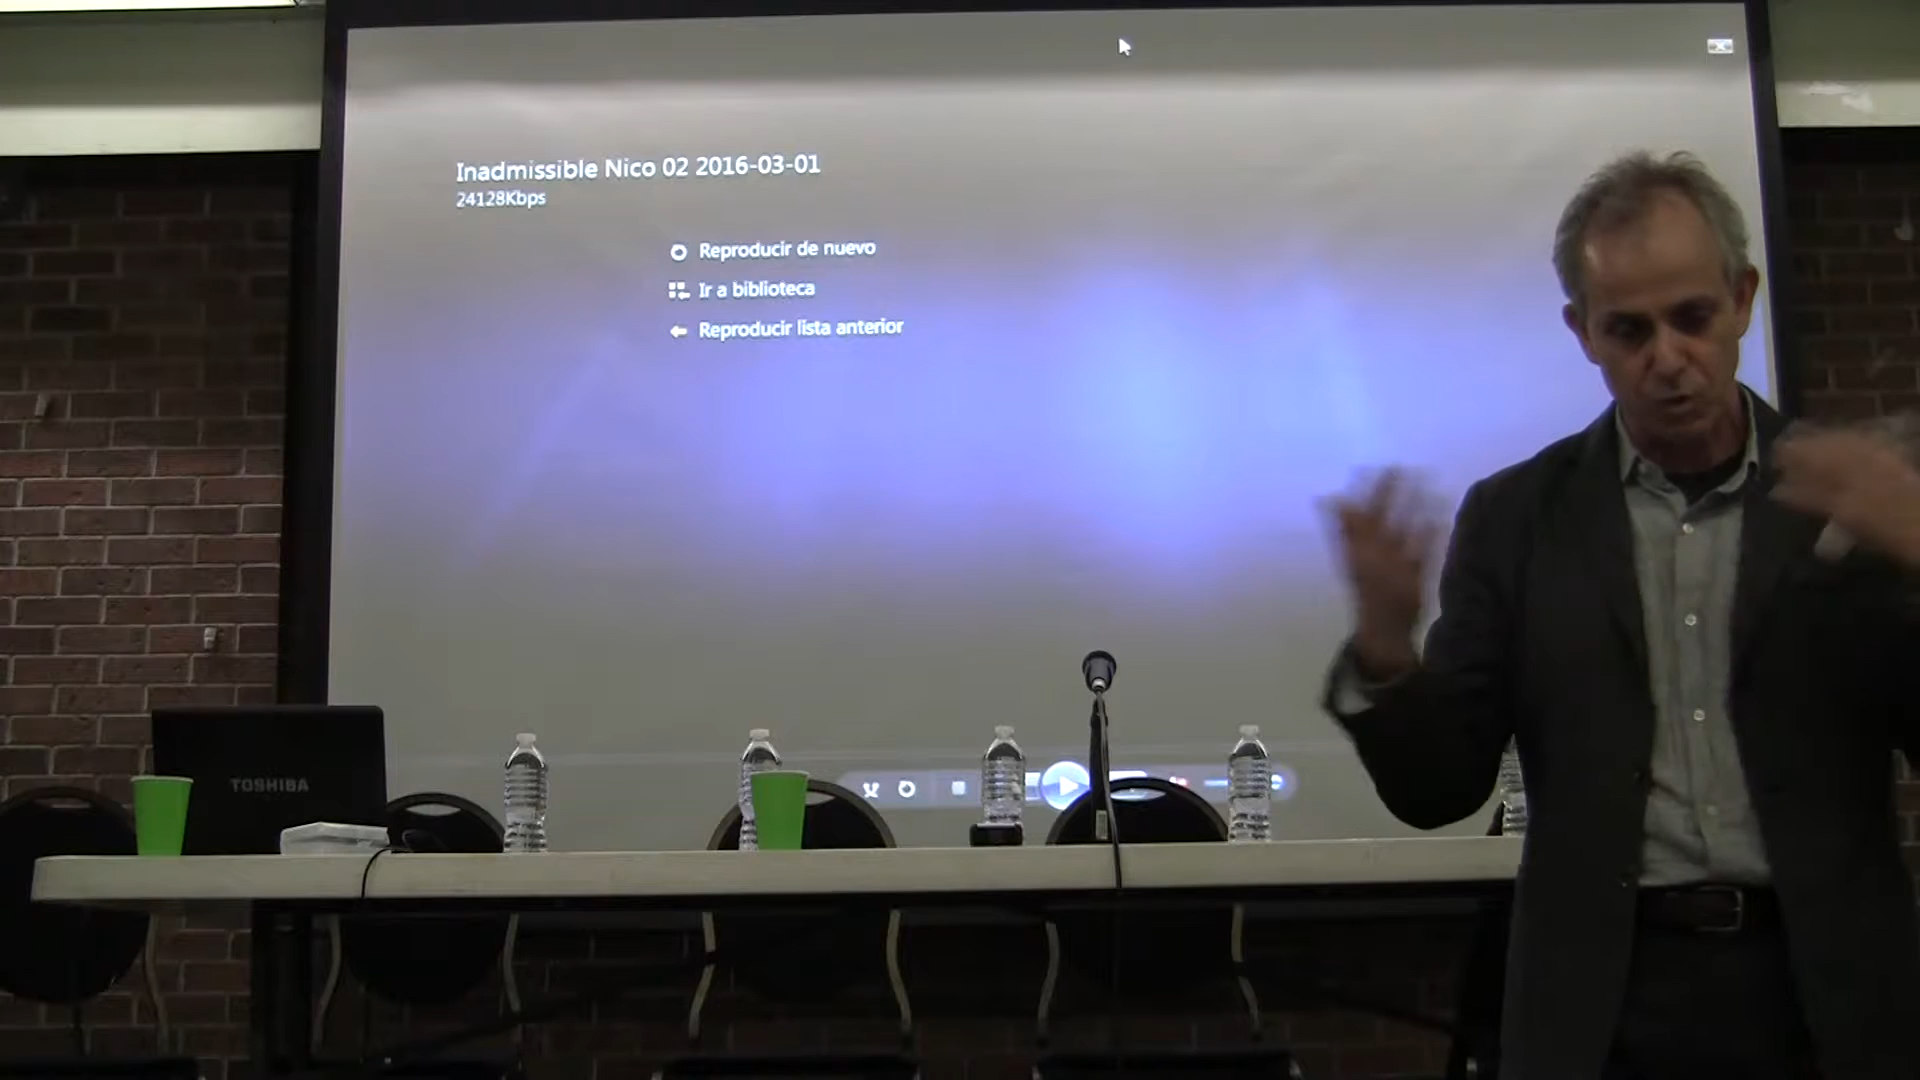 Inadmissible Nico 02 2016-03-01
24128Kbps
Reproducir de nuevo
Ir a biblioteca
Reproducir lista anterior
TOSHIBA